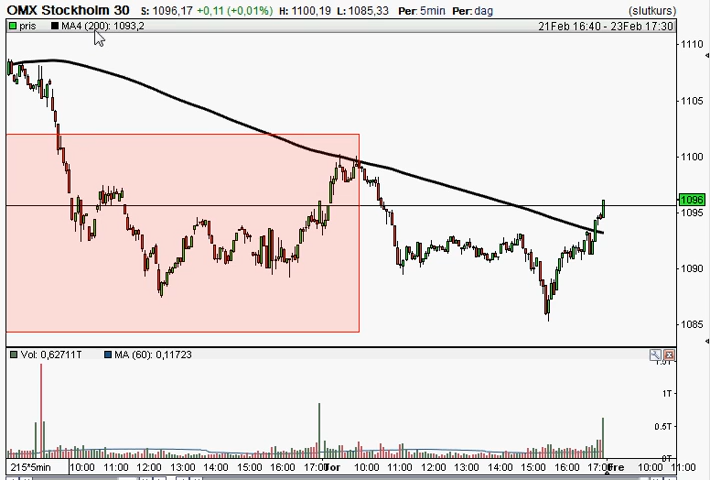 OMX Stockholm 30 S: 1096,17 +0,11 (+0,01%) H: 1100,19 L: 1085,33 Per: 5min Per: dag (slutkurs)
pris MA4 (200): 1093,2 21Feb 16:40 - 23Feb 17:30
1110
1105
1100
1096
1095
1090
1085
Vol: 0,62711T MA (60): 0,11723
1T
0.5T
0T
215*5min 10:00 11:00 12:00 13:00 14:00 15:00 16:00 17:00 Tor 10:00 11:00 12:00 13:00 14:00 15:00 16:00 17:00 Fre 10:00 11:00